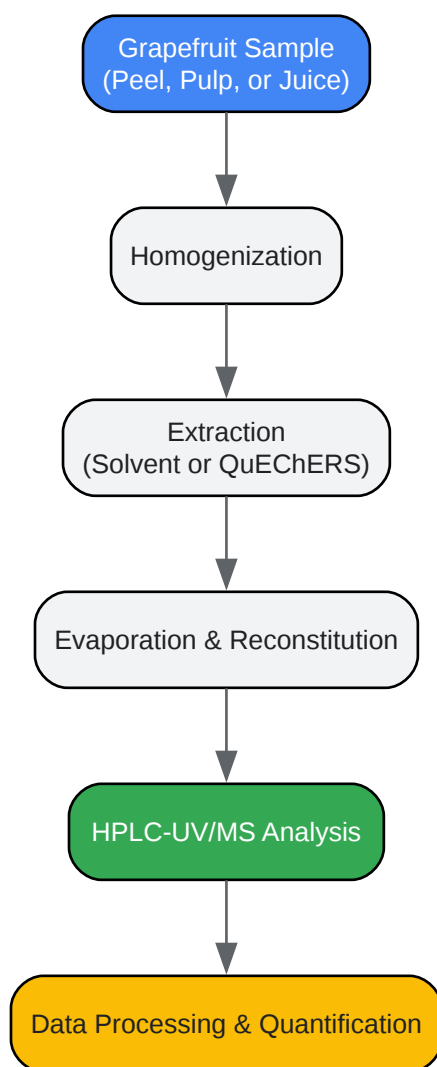 Grapefruit Sample
(Peel, Pulp, or Juice)
Homogenization
Extraction
(Solvent or QuEChERS)
Evaporation & Reconstitution
HPLC-UV/MS Analysis
Data Processing & Quantification